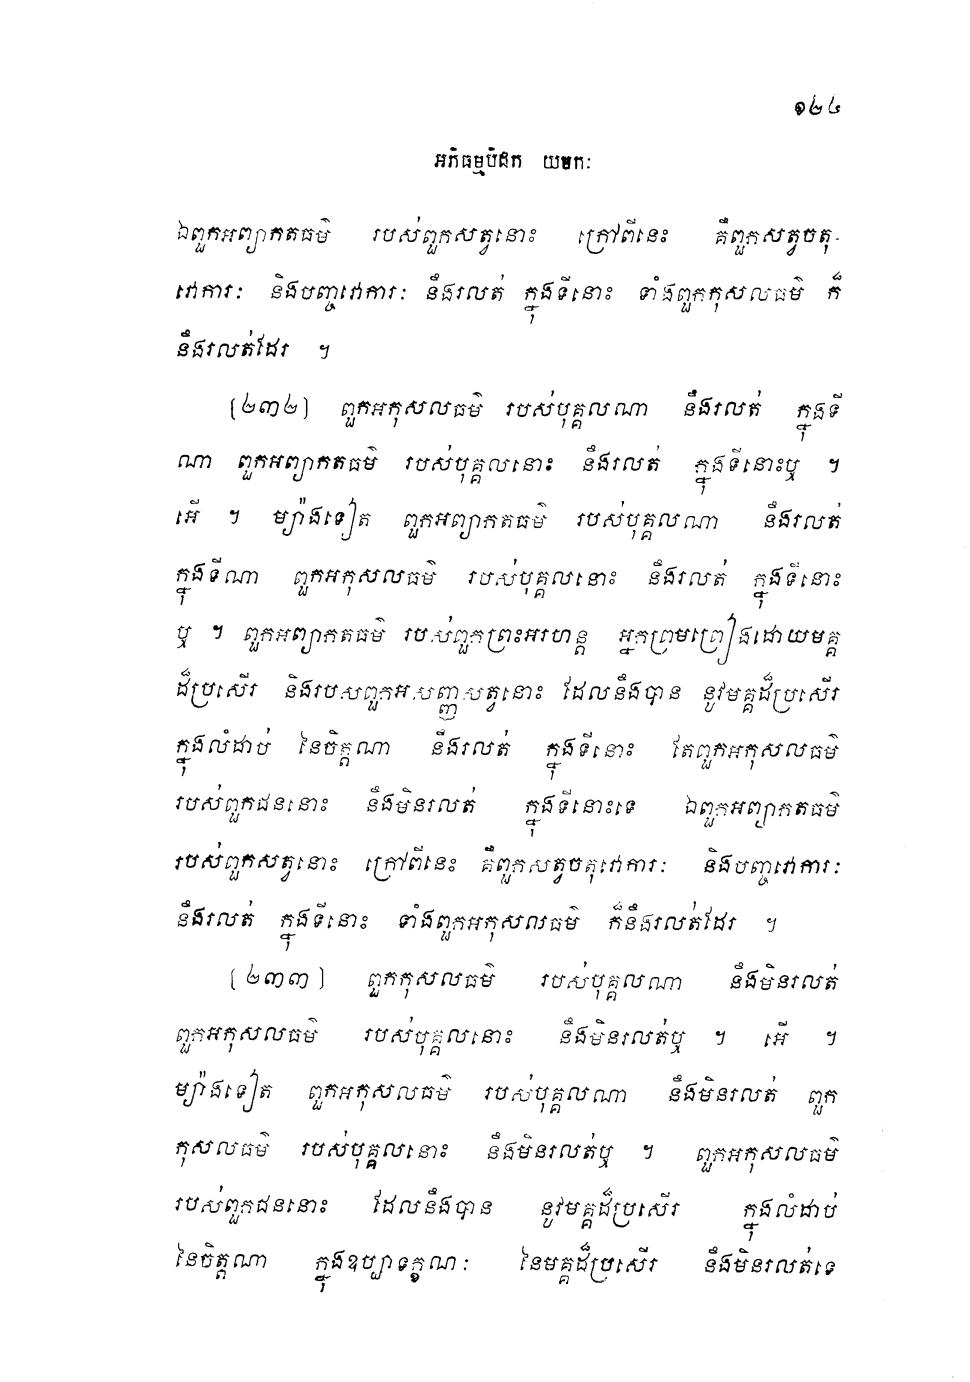 ១២៤
អភិធម្មបិដក យមកៈ
ឯពួកអព្យាកតធម៌ របស់ពួកសត្វនោះ ក្រៅពីនេះ គឺពួកសត្វចតុ-
វោការៈ និងបញ្ចវោការៈ នឹងរលត់ ក្នុងទីនោះ ទាំងពួកកុសលធម៌ ក៏
នឹងរលត់ដែរ ។
(២៣២) ពួកអកុសលធម៌ របស់បុគ្គលណា នឹងរលត់ ក្នុងទី
ណា ពួកអព្យាកតធម៌ របស់បុគ្គលនោះ នឹងរលត់ ក្នុងទីនោះឬ ។
អើ ។ ម្យ៉ាងទៀត ពួកអព្យាកតធម៌ របស់បុគ្គលណា នឹងរលត់
ក្នុងទីណា ពួកអកុសលធម៌ របស់បុគ្គលនោះ នឹងរលត់ ក្នុងទីនោះ
ឬ ។ ពួកអព្យាកតធម៌ របស់ពួកព្រះអរហន្ត អ្នកព្រមព្រៀងដោយមគ្គ
ដ៏ប្រសើរ និងរបសពួកអសញ្ញសត្វនោះ ដែលនឹងបាន នូវមគ្គដ៏ប្រសើរ
ក្នុងលំដាប់ នៃចិត្តណា នឹងរលត់ ក្នុងទីនោះ តែពួកអកុសលធម៌
របស់ពួកជននោះ នឹងមិនរលត់ ក្នុងទីនោះទេ ឯពួកអព្យាកតធម៌
របស់ពួកសត្វនោះ ក្រៅពីនេះ គឺពួកសត្វចតុវោការៈ និងបញ្ចវោការៈ
នឹងរលត់ ក្នុងទីនោះ ទាំងពួកអកុសលធម៌ ក៏នឹងរលត់ដែរ ។
(២៣៣) ពួកកុសលធម៌ របស់បុគ្គលណា នឹងមិនរលត់
ពួកអកុសលធម៌ របស់បុគ្គលនោះ នឹងមិនរលត់ឬ ។ អើ ។
ម្យ៉ាងទៀត ពួកអកុសលធម៌ របស់បុគ្គលណា នឹងមិនរលត់ ពួក
កុសលធម៌ របស់បុគ្គលនោះ នឹងមិនរលត់ឬ ។ ពួកអកុសលធម៌
របស់ពួកជននោះ ដែលនឹងបាន នូវមគ្គដ៏ប្រសើរ ក្នុងលំដាប់
នៃចិត្តណា ក្នុងឧប្បាទក្ខណៈ នៃមគ្គដ៏ប្រសើរ នឹងមិនរលត់ទេ